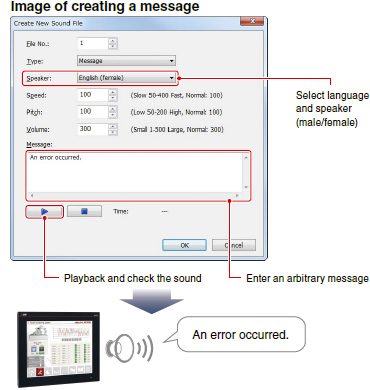 Image of creating a message
Create New Sound File
File No.: 1
Type: Message
Speaker: English (female)
Speed: 100 (Slow 50-400 Fast, Normal: 100)
Pitch: 100 (Low 50-200 High, Normal: 100)
Volume: 300 (Small 1-500 Large, Normal: 300)
Message:
An error occurred.
Time: ---
OK Cancel
Select language
and speaker
(male/female)
Playback and check the sound
Enter an arbitrary message
An error occurred.